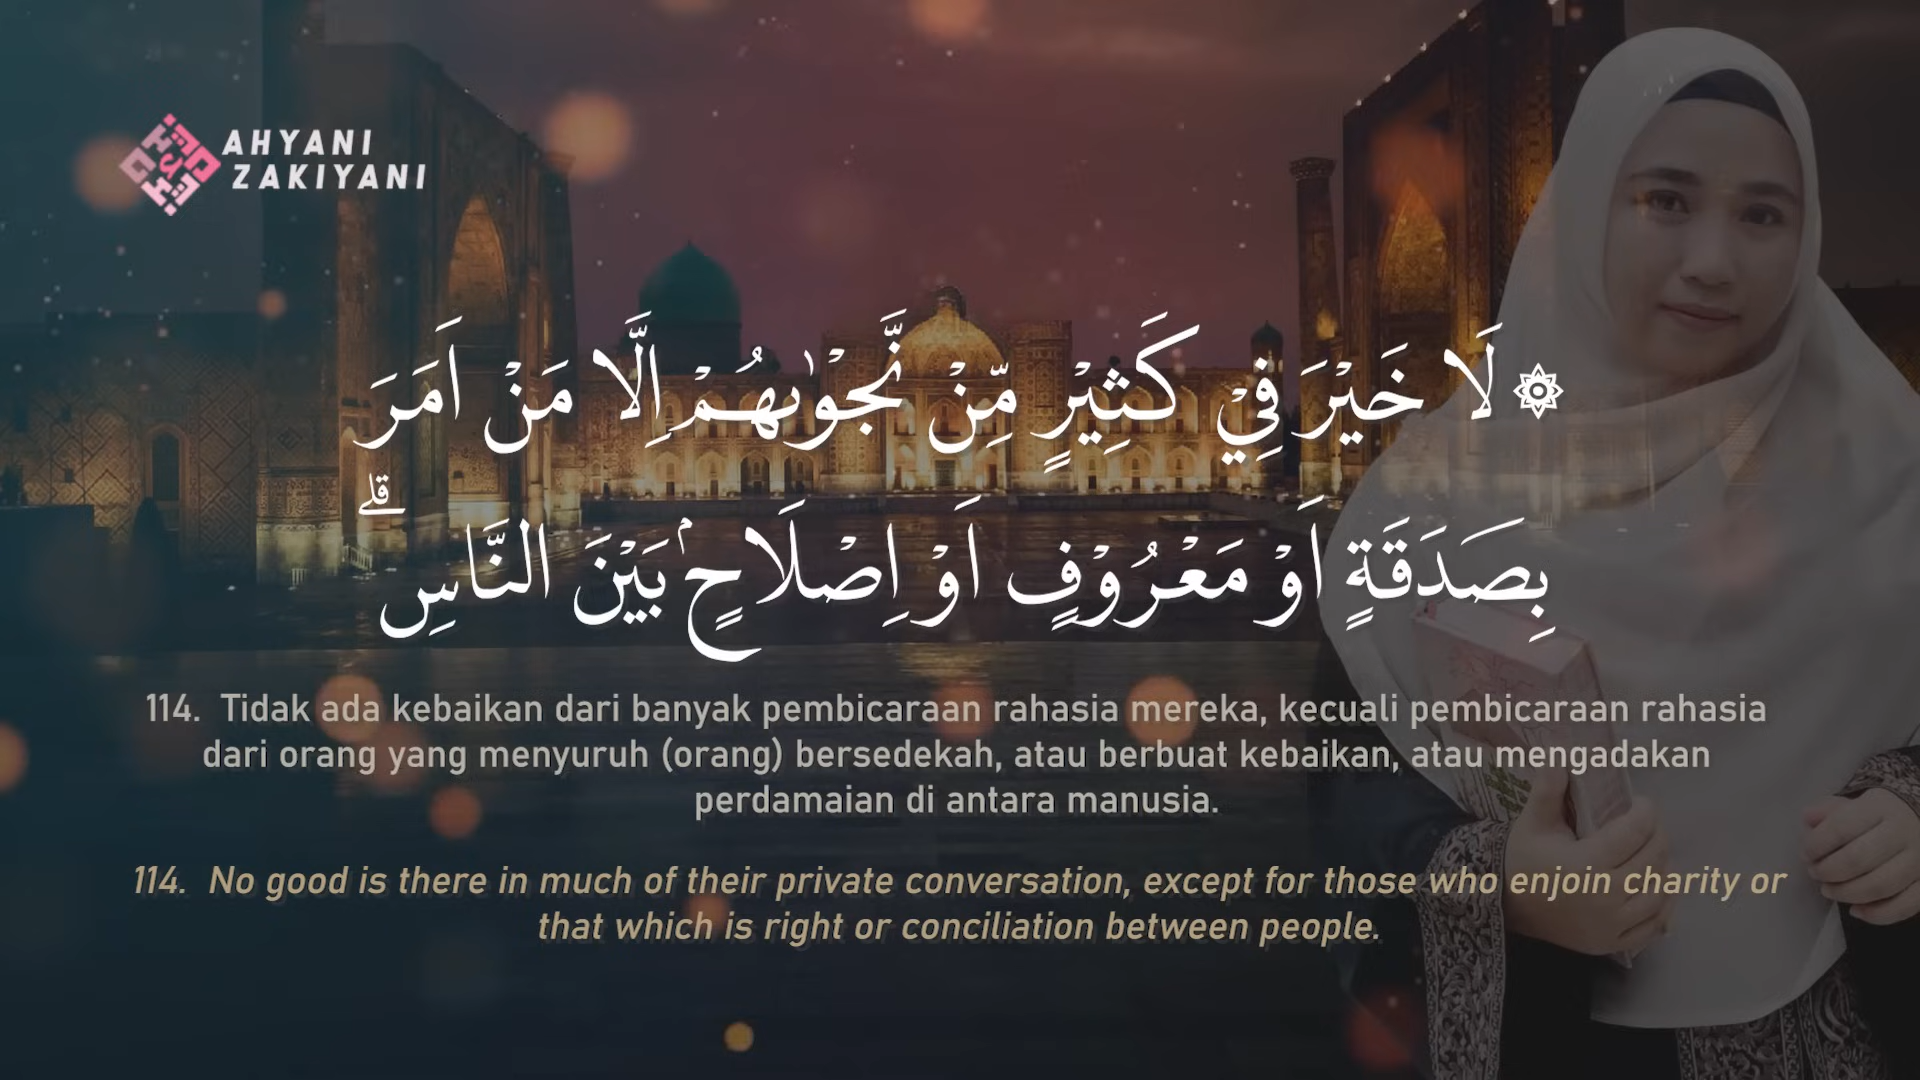 AHYANI
ZAKIYANI
۞ لَا خَيْرَ فِيْ كَثِيْرٍ مِّنْ نَّجْوٰىهُمْ اِلَّا مَنْ اَمَرَ
بِصَدَقَةٍ اَوْ مَعْرُوْفٍ اَوْ اِصْلَاحٍۢ بَيْنَ النَّاسِۗ
114. Tidak ada kebaikan dari banyak pembicaraan rahasia mereka, kecuali pembicaraan rahasia
dari orang yang menyuruh (orang) bersedekah, atau berbuat kebaikan, atau mengadakan
perdamaian di antara manusia.
114. No good is there in much of their private conversation, except for those who enjoin charity or
that which is right or conciliation between people.